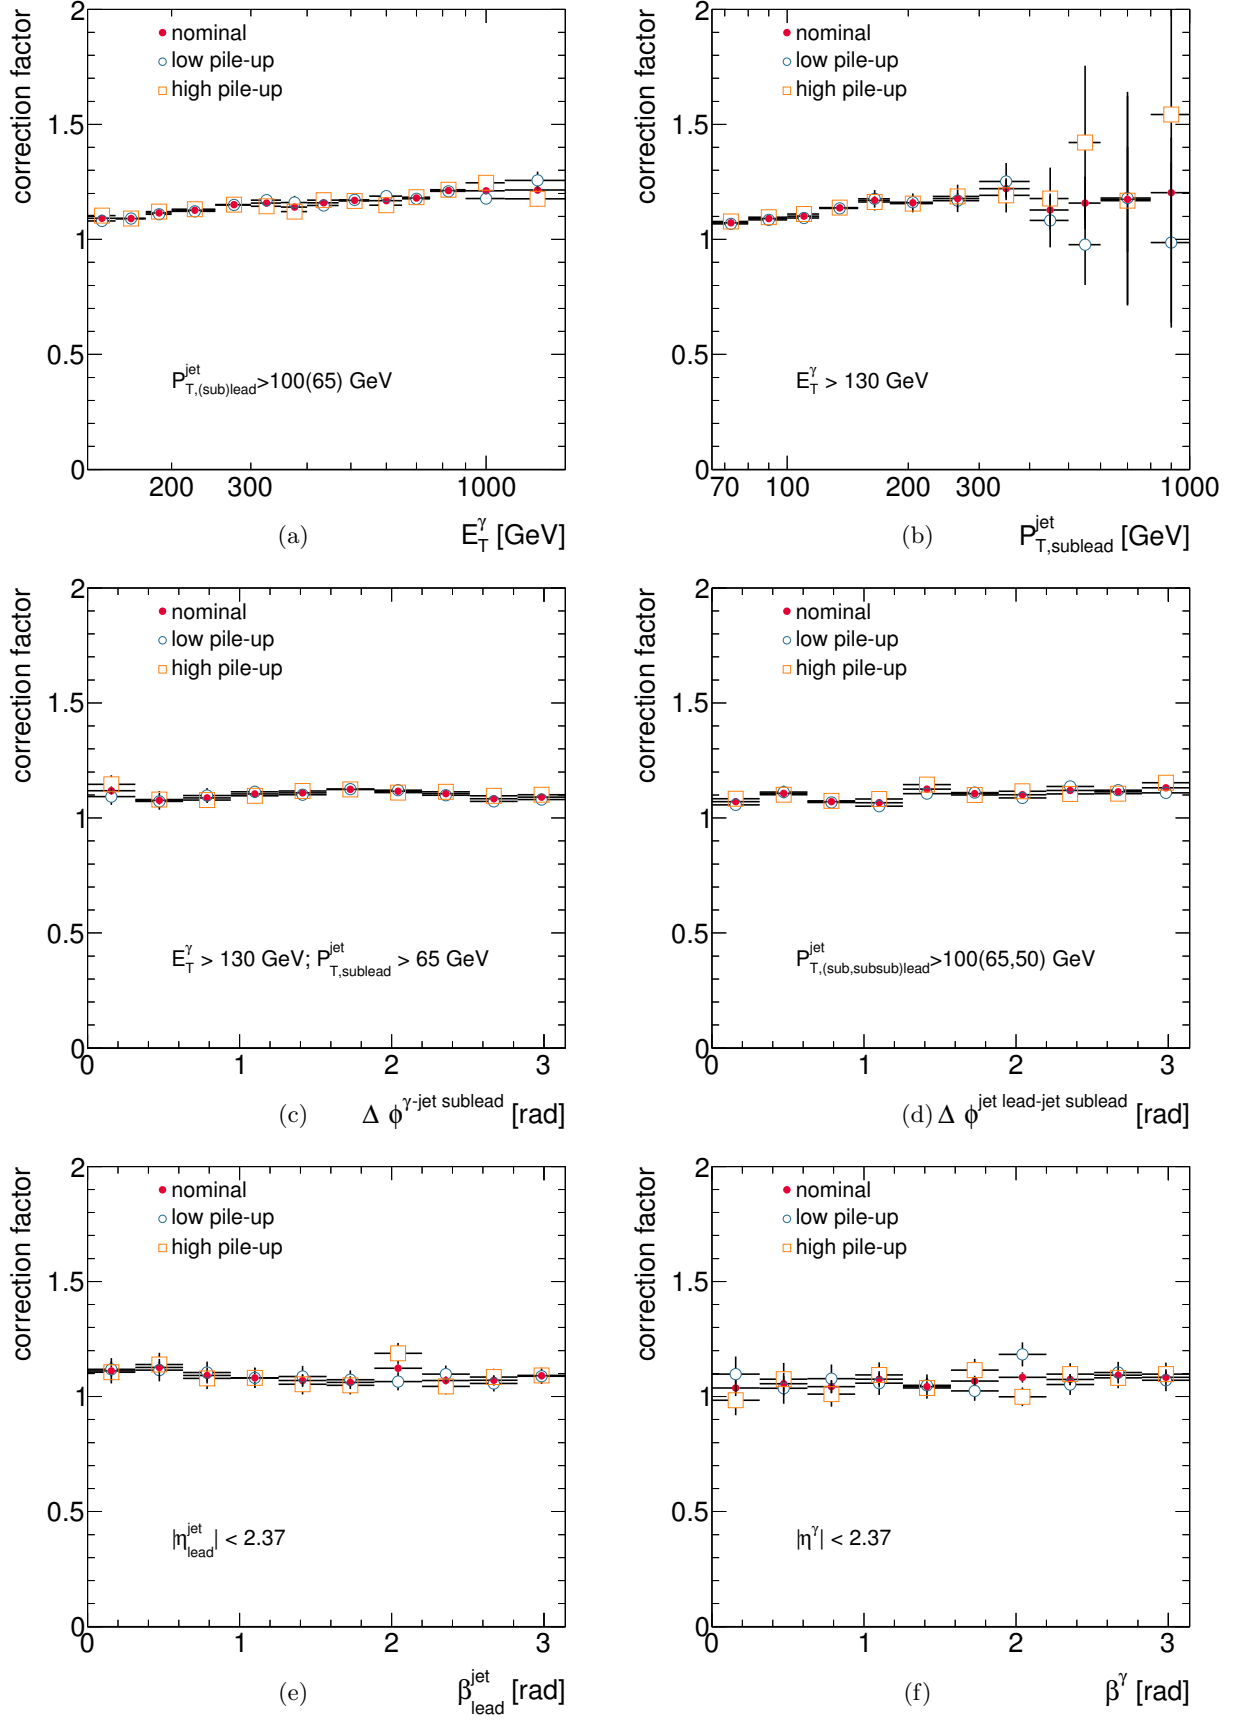 correction factor
2
1.5
1
0.5
0
nominal
low pile-up
high pile-up
P^jet_T,(sub)lead>100(65) GeV
200 300 1000
(a) E^γ_T [GeV]
correction factor
2
1.5
1
0.5
0
nominal
low pile-up
high pile-up
E^γ_T > 130 GeV
70 100 200 300 1000
(b) P^jet_T,sublead [GeV]
correction factor
2
1.5
1
0.5
0
nominal
low pile-up
high pile-up
E^γ_T > 130 GeV; P^jet_T,sublead > 65 GeV
0 1 2 3
(c) Δ ϕ^γ-jet sublead [rad]
correction factor
2
1.5
1
0.5
0
nominal
low pile-up
high pile-up
P^jet_T,(sub,subsub)lead>100(65,50) GeV
0 1 2 3
(d) Δ ϕ^jet lead-jet sublead [rad]
correction factor
2
1.5
1
0.5
0
nominal
low pile-up
high pile-up
|η^jet_lead| < 2.37
0 1 2 3
(e) β^jet_lead [rad]
correction factor
2
1.5
1
0.5
0
nominal
low pile-up
high pile-up
|η^γ| < 2.37
0 1 2 3
(f) β^γ [rad]